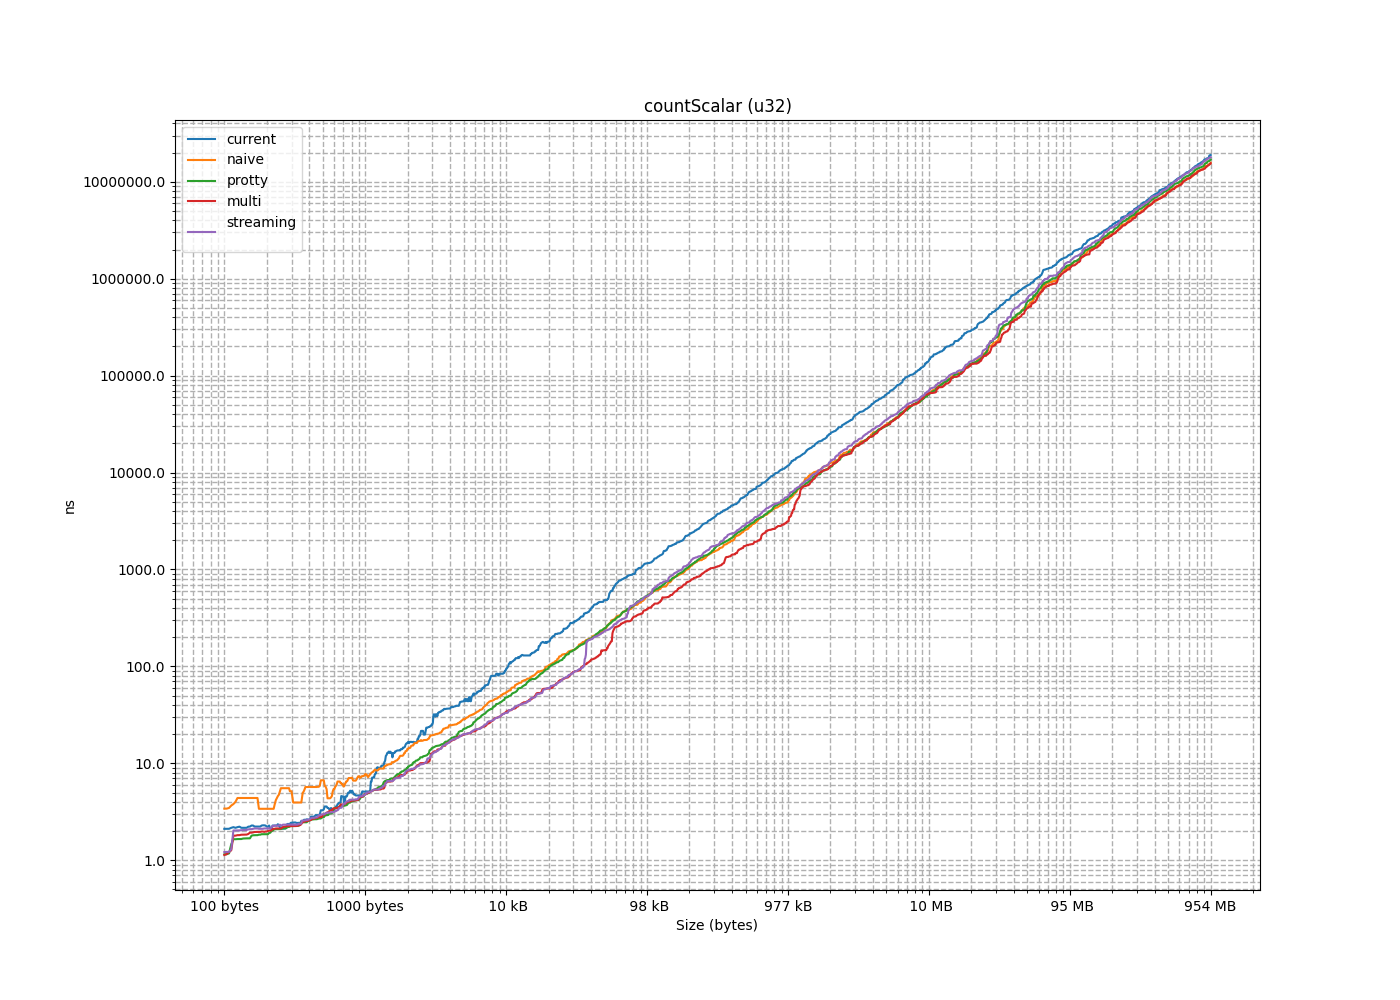 countScalar (u32)
current
naive
protty
multi
streaming
10000000.0
1000000.0
100000.0
10000.0
1000.0
100.0
10.0
1.0
ns
100 bytes 1000 bytes 10 kB 98 kB 977 kB 10 MB 95 MB 954 MB
Size (bytes)